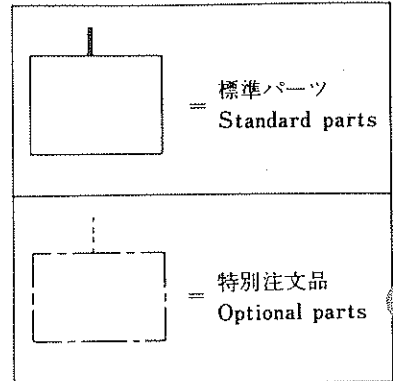 = 標準パーツ
Standard parts
= 特別注文品
Optional parts